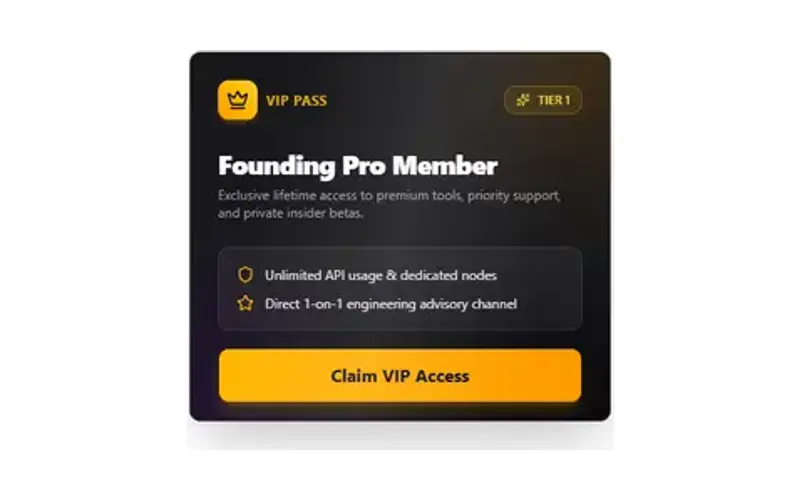 VIP PASS
TIER 1
Founding Pro Member
Exclusive lifetime access to premium tools, priority support,
and private insider betas.
Unlimited API usage & dedicated nodes
Direct 1-on-1 engineering advisory channel
Claim VIP Access